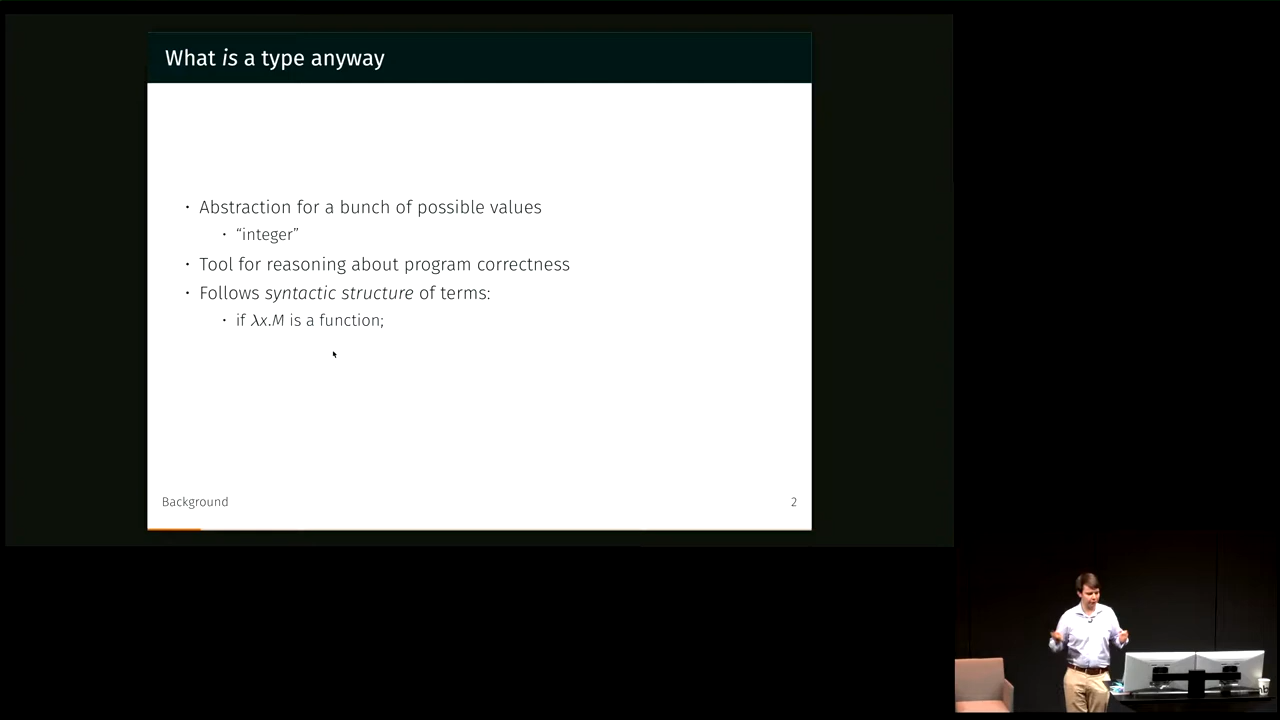 What is a type anyway
· Abstraction for a bunch of possible values
· “integer”
· Tool for reasoning about program correctness
· Follows syntactic structure of terms:
· if λx.M is a function;
Background
2